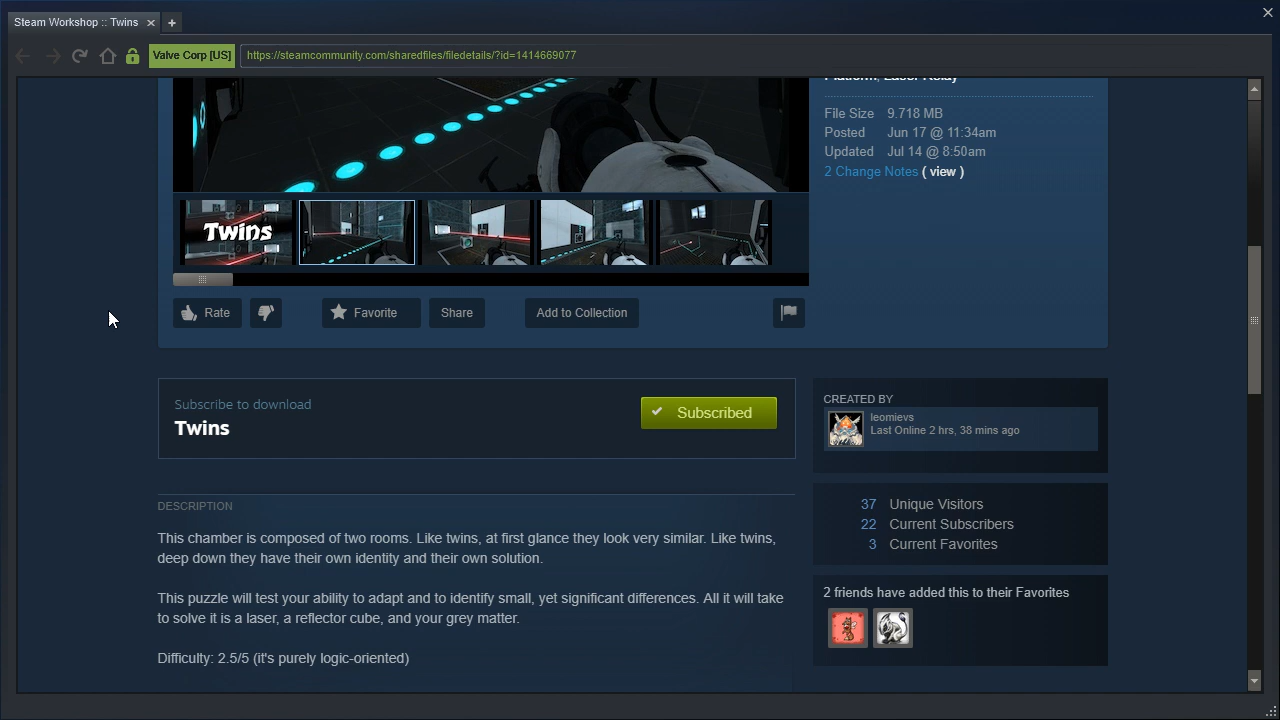 Steam Workshop :: Twins
Valve Corp [US]
https://steamcommunity.com/sharedfiles/filedetails/?id=1414669077
Platform, Laser Relay
File Size 9.718 MB
Posted Jun 17 @ 11:34am
Updated Jul 14 @ 8:50am
2 Change Notes ( view )
Twins
Rate
Favorite
Share
Add to Collection
Subscribe to download
Twins
Subscribed
CREATED BY
leomievs
Last Online 2 hrs, 38 mins ago
37 Unique Visitors
22 Current Subscribers
3 Current Favorites
2 friends have added this to their Favorites
DESCRIPTION
This chamber is composed of two rooms. Like twins, at first glance they look very similar. Like twins,
deep down they have their own identity and their own solution.
This puzzle will test your ability to adapt and to identify small, yet significant differences. All it will take
to solve it is a laser, a reflector cube, and your grey matter.
Difficulty: 2.5/5 (it's purely logic-oriented)